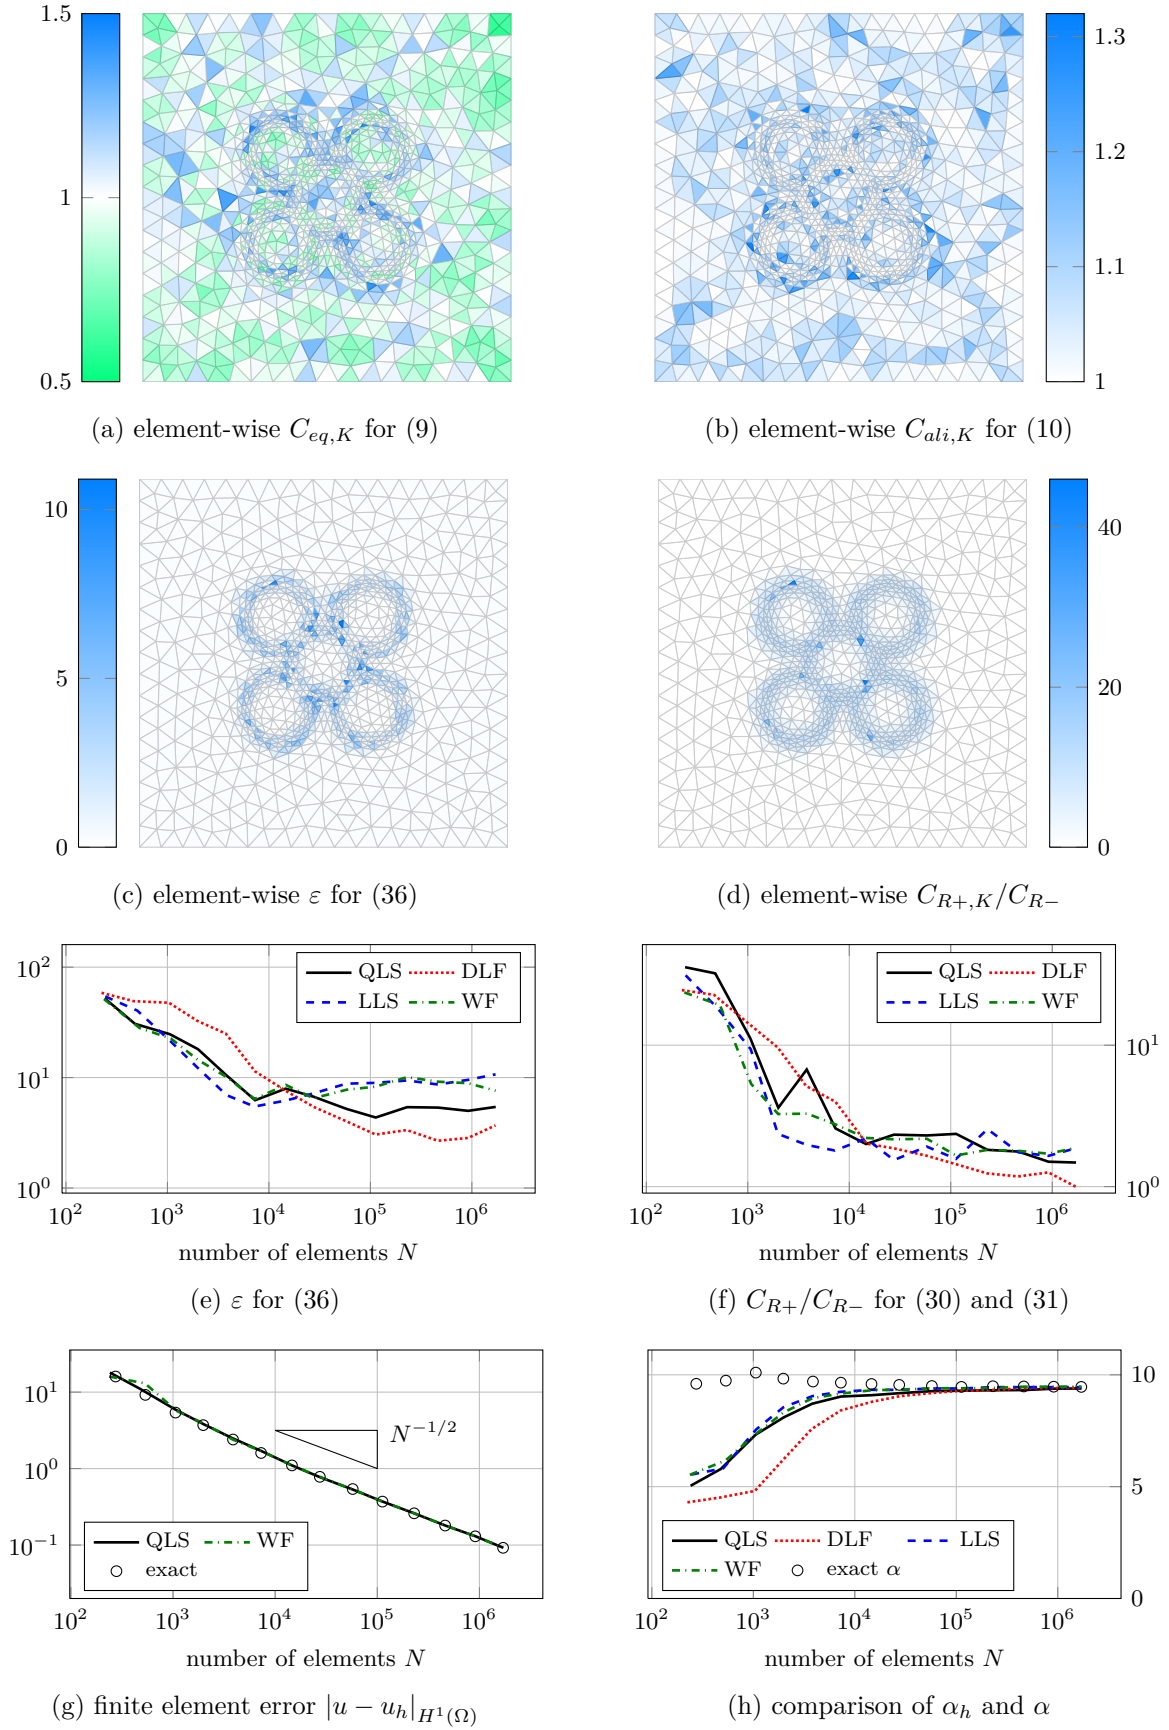 1.5
1
0.5
1.3
1.2
1.1
1
(a) element-wise C_{eq,K} for (9)
(b) element-wise C_{ali,K} for (10)
10
5
0
40
20
0
(c) element-wise ε for (36)
(d) element-wise C_{R+,K}/C_{R−}
10^2
10^1
10^0
QLS DLF
LLS WF
10^2 10^3 10^4 10^5 10^6
number of elements N
(e) ε for (36)
QLS DLF
LLS WF
10^1
10^0
10^2 10^3 10^4 10^5 10^6
number of elements N
(f) C_{R+}/C_{R−} for (30) and (31)
10^1
10^0
10^{−1}
N^{−1/2}
QLS WF
exact
10^2 10^3 10^4 10^5 10^6
number of elements N
(g) finite element error |u − u_h|_{H^1(Ω)}
10
5
0
QLS DLF LLS
WF exact α
10^2 10^3 10^4 10^5 10^6
number of elements N
(h) comparison of α_h and α